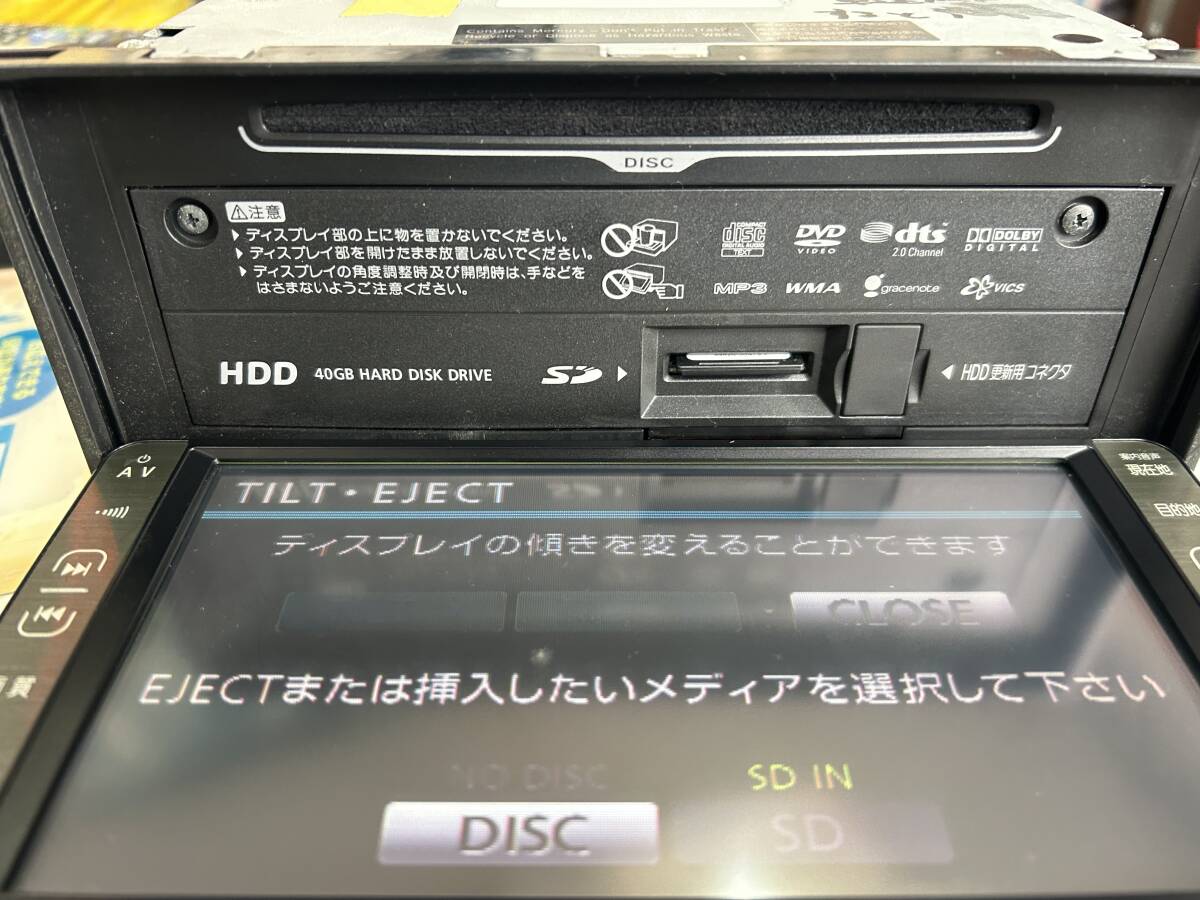 Contains Mercury - Don't Put in Trash.
Recycle or Dispose as Hazardous Waste
DISC
注意
ディスプレイ部の上に物を置かないでください。
ディスプレイ部を開けたまま放置しないでください。
ディスプレイの角度調整時及び開閉時は、手などを
はさまないようご注意ください。
COMPACT
disc
DIGITAL AUDIO
TEXT
DVD
VIDEO
dts
2.0 Channel
DOLBY
DIGITAL
MP3
WMA
gracenote
VICS
HDD 40GB HARD DISK DRIVE
SD
HDD更新用コネクタ
AV
案内音声
現在地
目的地
TILT・EJECT
ディスプレイの傾きを変えることができます
CLOSE
EJECTまたは挿入したいメディアを選択して下さい
NO DISC
SD IN
DISC
SD